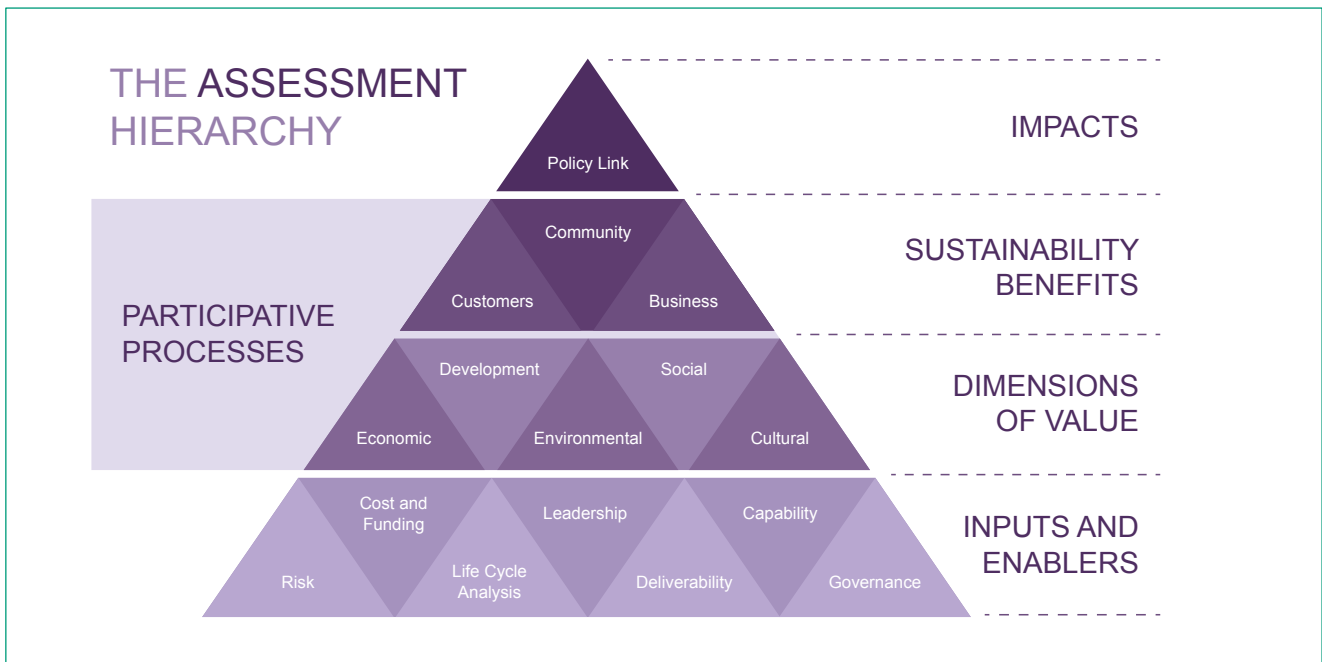 THE ASSESSMENT
HIERARCHY
IMPACTS
Policy Link
SUSTAINABILITY
BENEFITS
Community
Customers
Business
PARTICIPATIVE
PROCESSES
DIMENSIONS
OF VALUE
Development
Social
Economic
Environmental
Cultural
INPUTS AND
ENABLERS
Cost and
Funding
Leadership
Capability
Risk
Life Cycle
Analysis
Deliverability
Governance